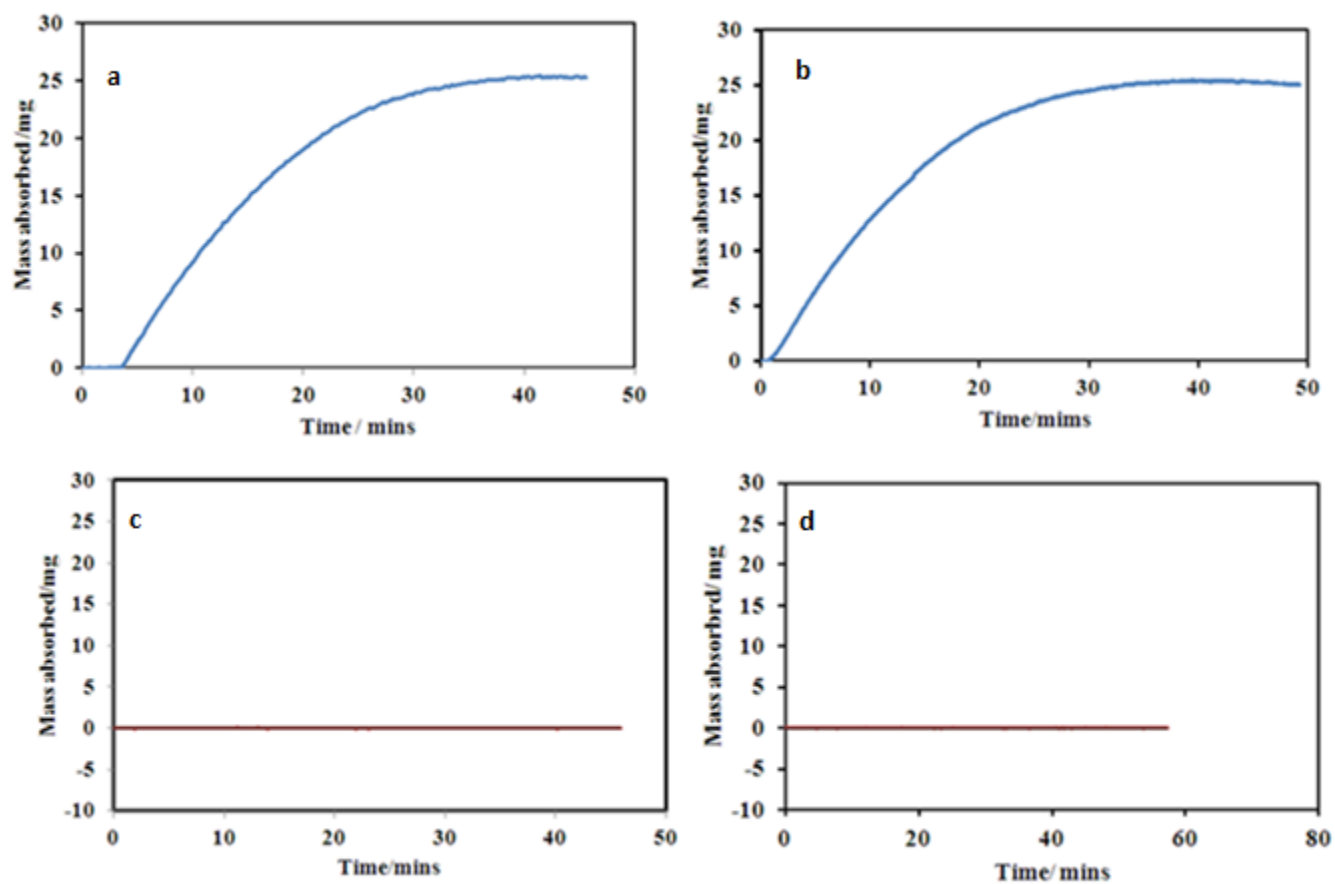 a
Mass absorbed /mg
30
25
20
15
10
5
0
0 10 20 30 40 50
Time / mins
b
Mass absorbed/mg
30
25
20
15
10
5
0
0 10 20 30 40 50
Time/mims
c
Mass absorbed/mg
30
25
20
15
10
5
0
-5
-10
0 10 20 30 40 50
Time/mins
d
Mass absorbrd/ mg
30
25
20
15
10
5
0
-5
-10
0 20 40 60 80
Time/ mins